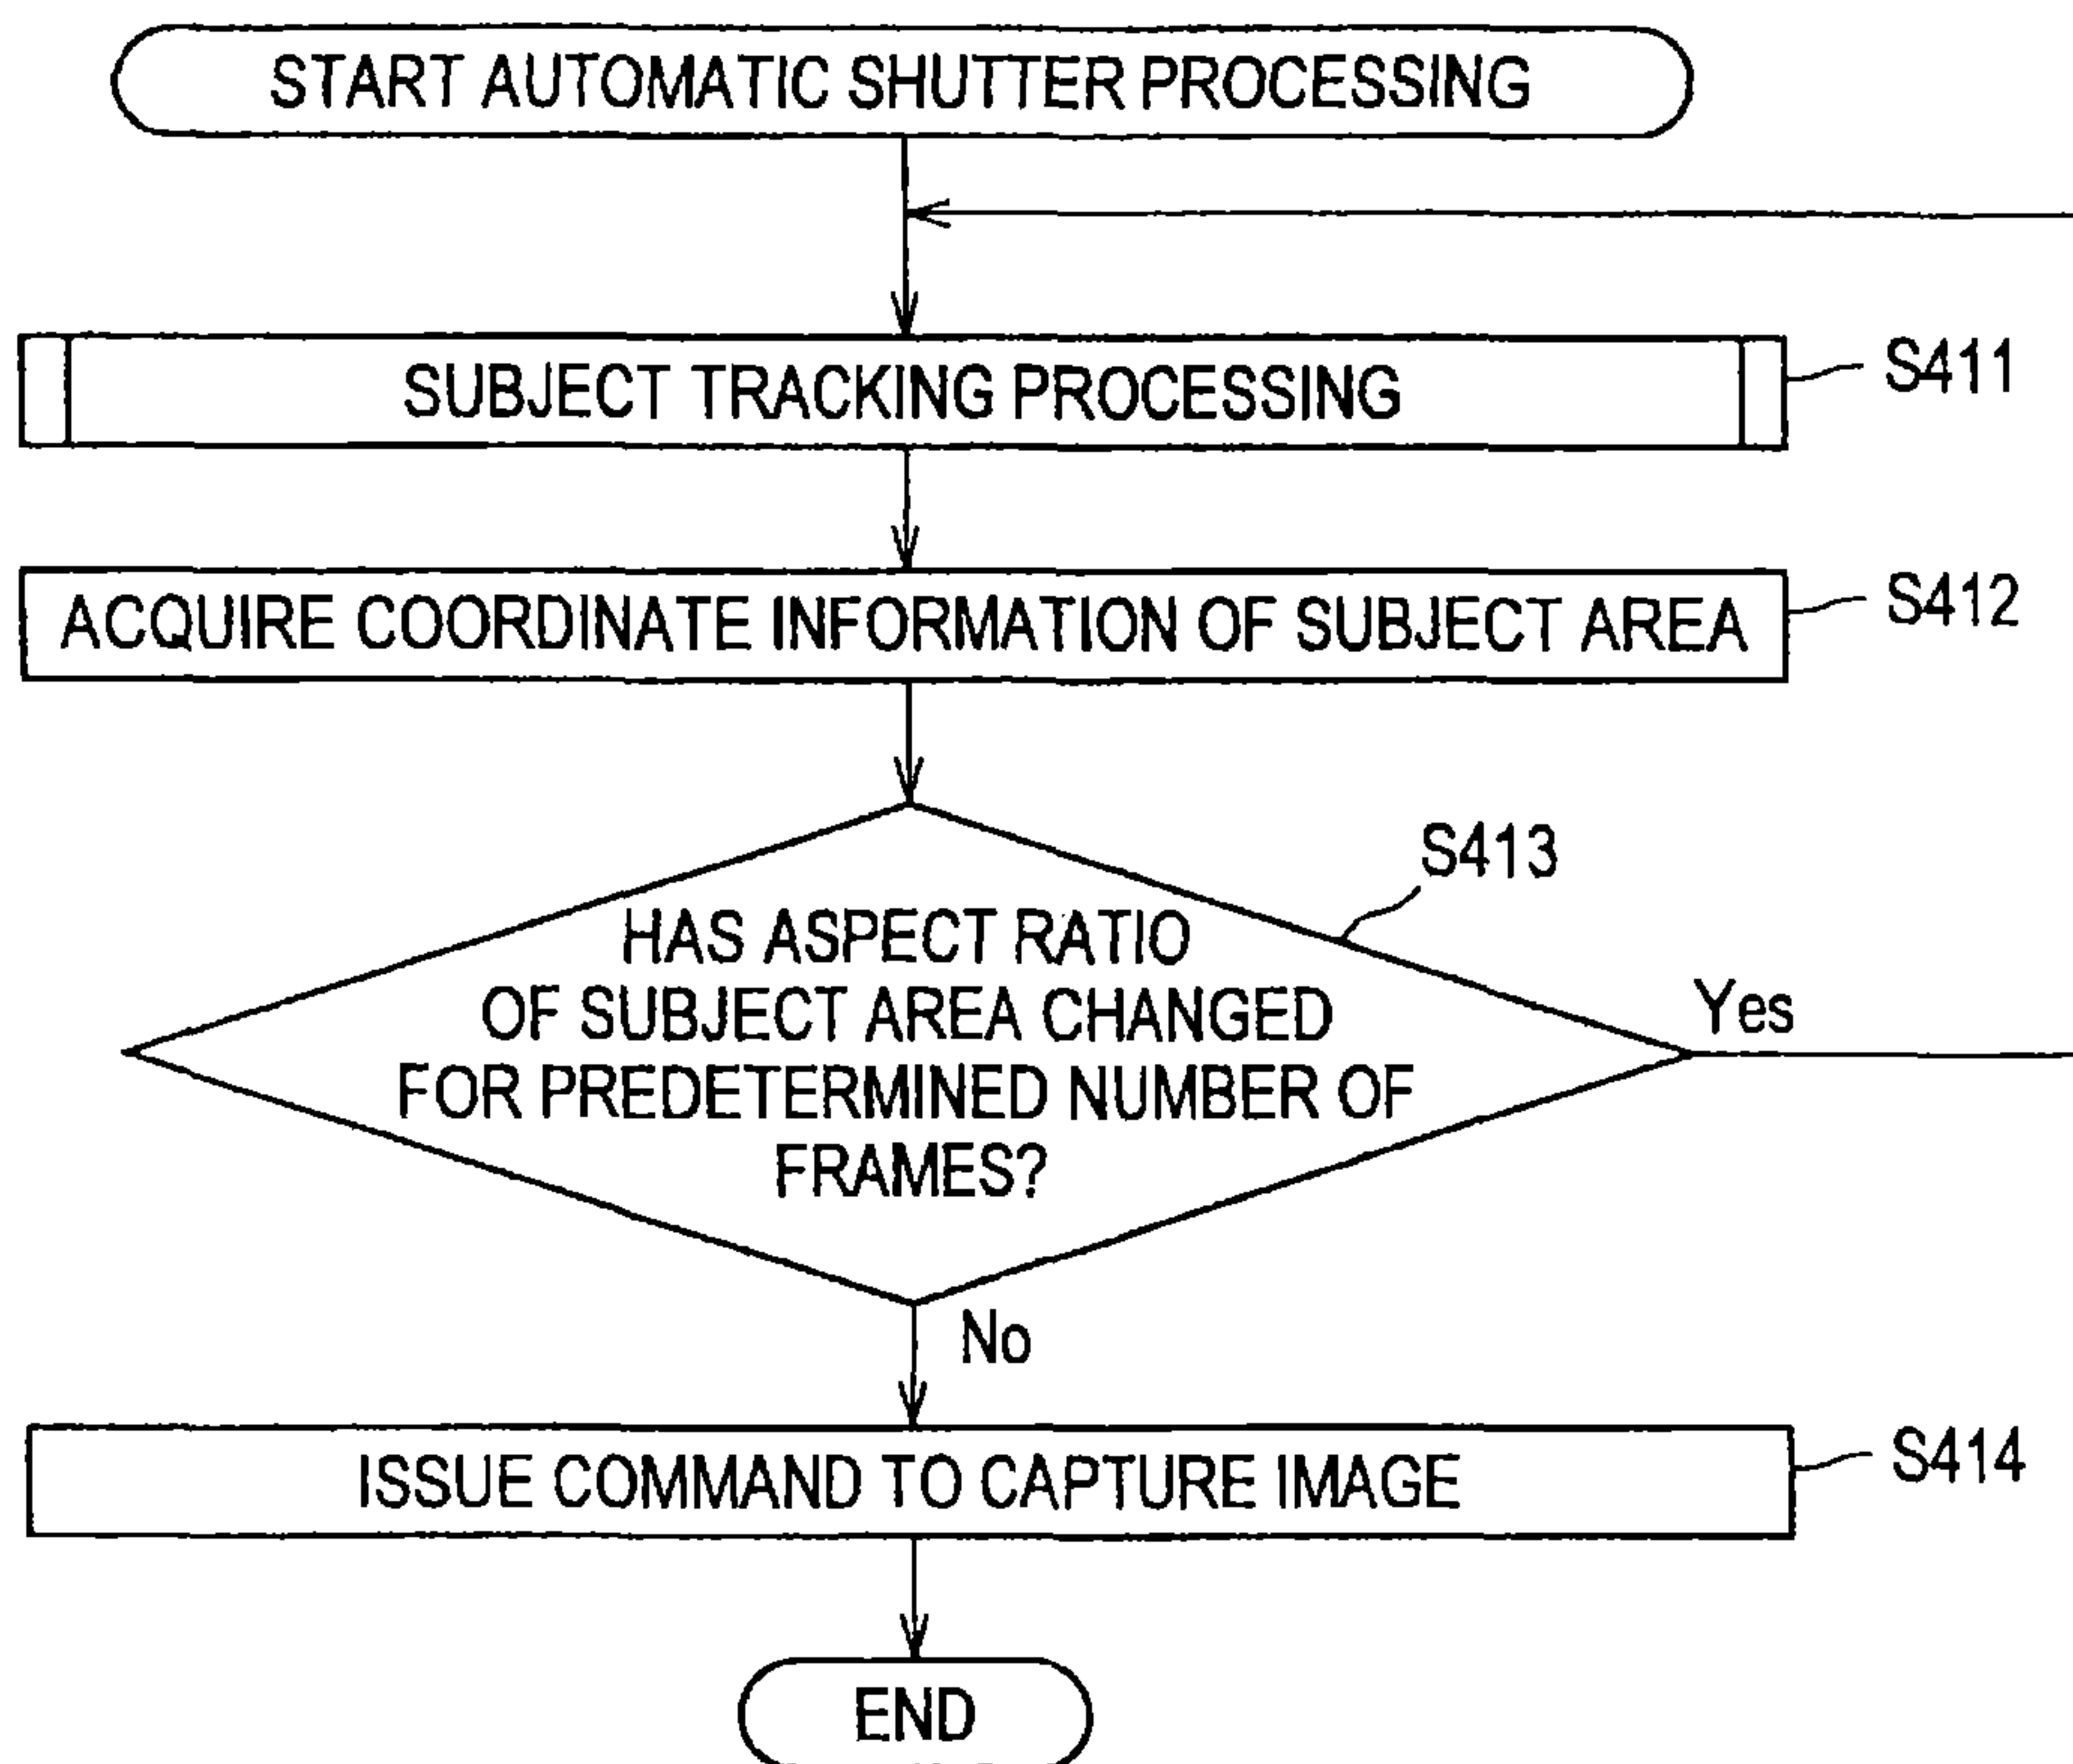 START AUTOMATIC SHUTTER PROCESSING
SUBJECT TRACKING PROCESSING
S411
ACQUIRE COORDINATE INFORMATION OF SUBJECT AREA
S412
S413
HAS ASPECT RATIO
OF SUBJECT AREA CHANGED
FOR PREDETERMINED NUMBER OF
FRAMES?
Yes
No
ISSUE COMMAND TO CAPTURE IMAGE
S414
END